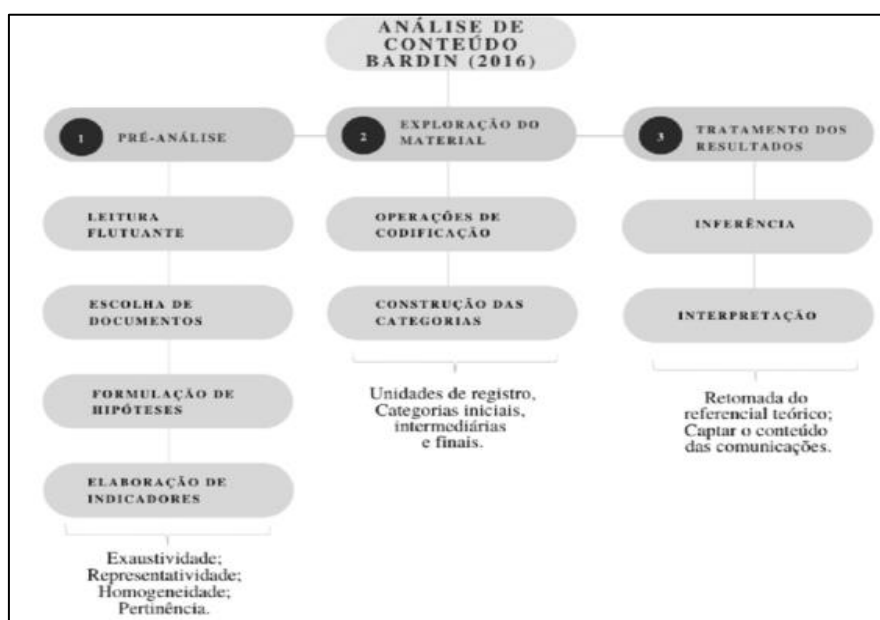 ANÁLISE DE
CONTEÚDO
BARDIN (2016)
1 PRÉ-ANÁLISE
LEITURA
FLUTUANTE
ESCOLHA DE
DOCUMENTOS
FORMULAÇÃO DE
HIPÓTESES
ELABORAÇÃO DE
INDICADORES
Exaustividade;
Representatividade;
Homogeneidade;
Pertinência.
2 EXPLORAÇÃO DO
MATERIAL
OPERAÇÕES DE
CODIFICAÇÃO
CONSTRUÇÃO DAS
CATEGORIAS
Unidades de registro,
Categorias iniciais,
intermediárias
e finais.
3 TRATAMENTO DOS
RESULTADOS
INFERÊNCIA
INTERPRETAÇÃO
Retomada do
referencial teórico;
Captar o conteúdo
das comunicações.